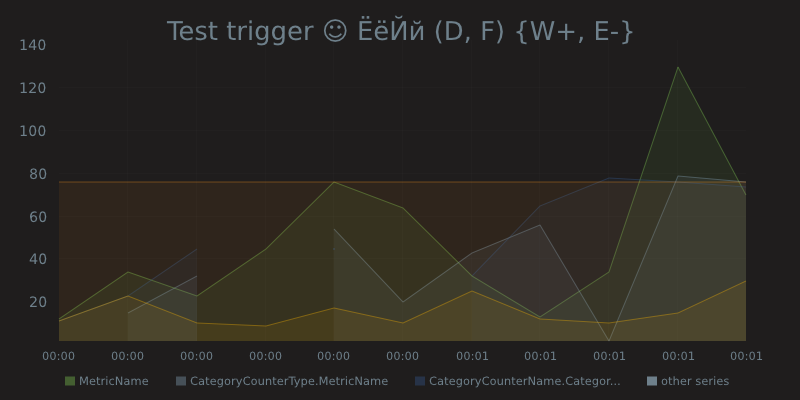 Test trigger ☺ ЁёЙй (D, F) {W+, E-}
140
120
100
80
60
40
20
00:00 00:00 00:00 00:00 00:00 00:00 00:01 00:01 00:01 00:01 00:01
MetricName CategoryCounterType.MetricName CategoryCounterName.Categor... other series